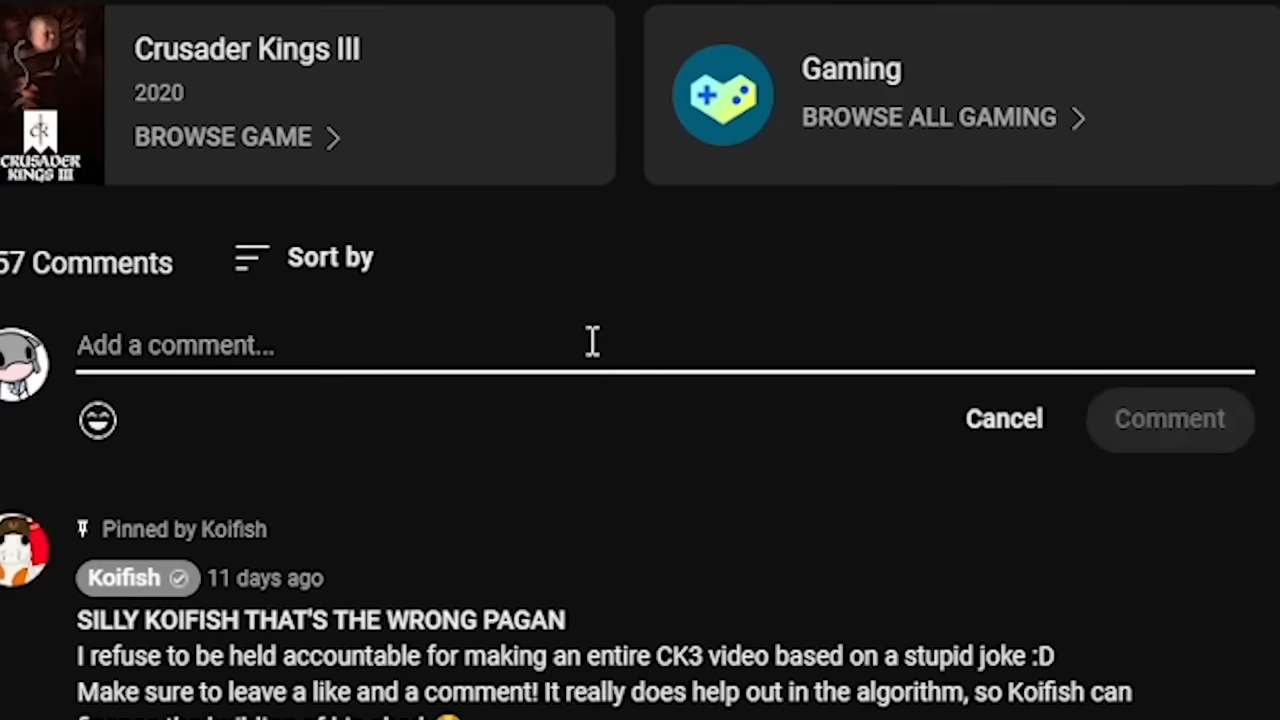 Crusader Kings III
2020
BROWSE GAME
CRUSADER
KINGS III
Gaming
BROWSE ALL GAMING
57 Comments
Sort by
Add a comment...
Cancel
Comment
Pinned by Koifish
Koifish
11 days ago
SILLY KOIFISH THAT'S THE WRONG PAGAN
I refuse to be held accountable for making an entire CK3 video based on a stupid joke :D
Make sure to leave a like and a comment! It really does help out in the algorithm, so Koifish can